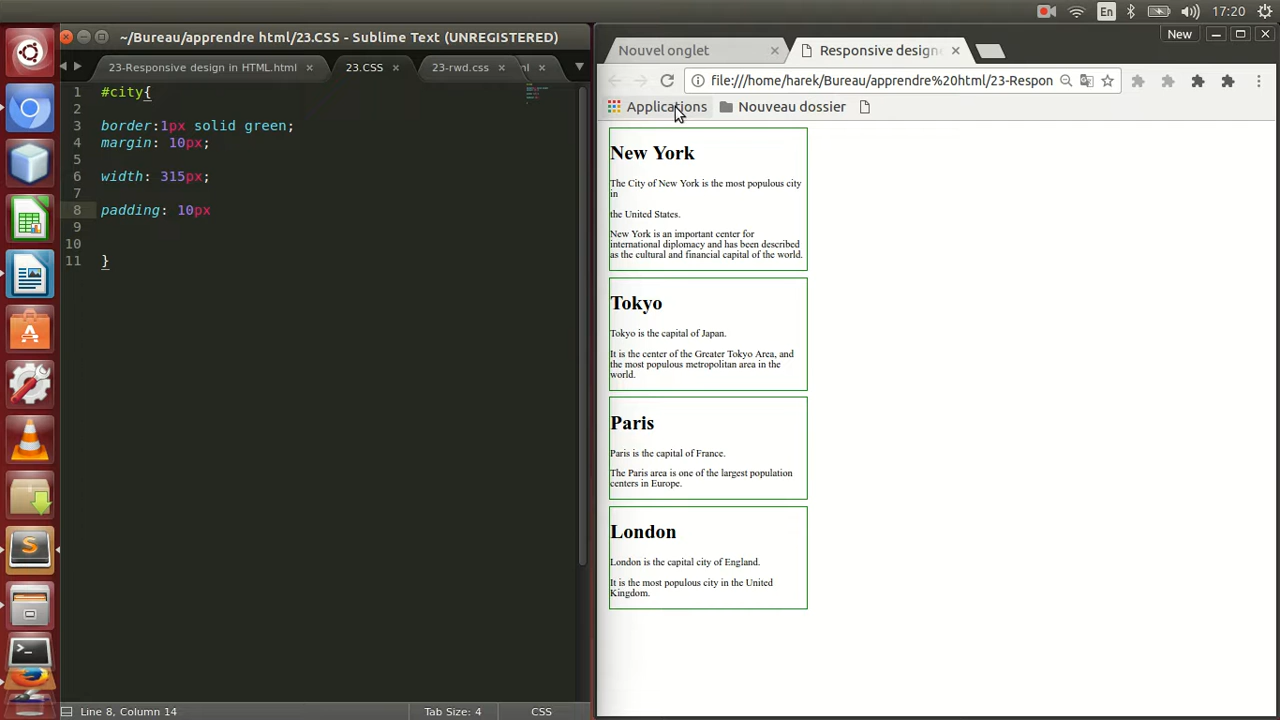 En
17:20
~/Bureau/apprendre html/23.CSS - Sublime Text (UNREGISTERED)
New
23-Responsive design in HTML.html
23.CSS
23-rwd.css
Nouvel onglet
Responsive design
file:///home/harek/Bureau/apprendre%20html/23-Respon
Applications
Nouveau dossier
1 #city{
2
3 border:1px solid green;
4 margin: 10px;
5
6 width: 315px;
7
8 padding: 10px
9
10
11 }
New York
The City of New York is the most populous city
in
the United States.
New York is an important center for
international diplomacy and has been described
as the cultural and financial capital of the world.
Tokyo
Tokyo is the capital of Japan.
It is the center of the Greater Tokyo Area, and
the most populous metropolitan area in the
world.
Paris
Paris is the capital of France.
The Paris area is one of the largest population
centers in Europe.
London
London is the capital city of England.
It is the most populous city in the United
Kingdom.
Line 8, Column 14
Tab Size: 4
CSS